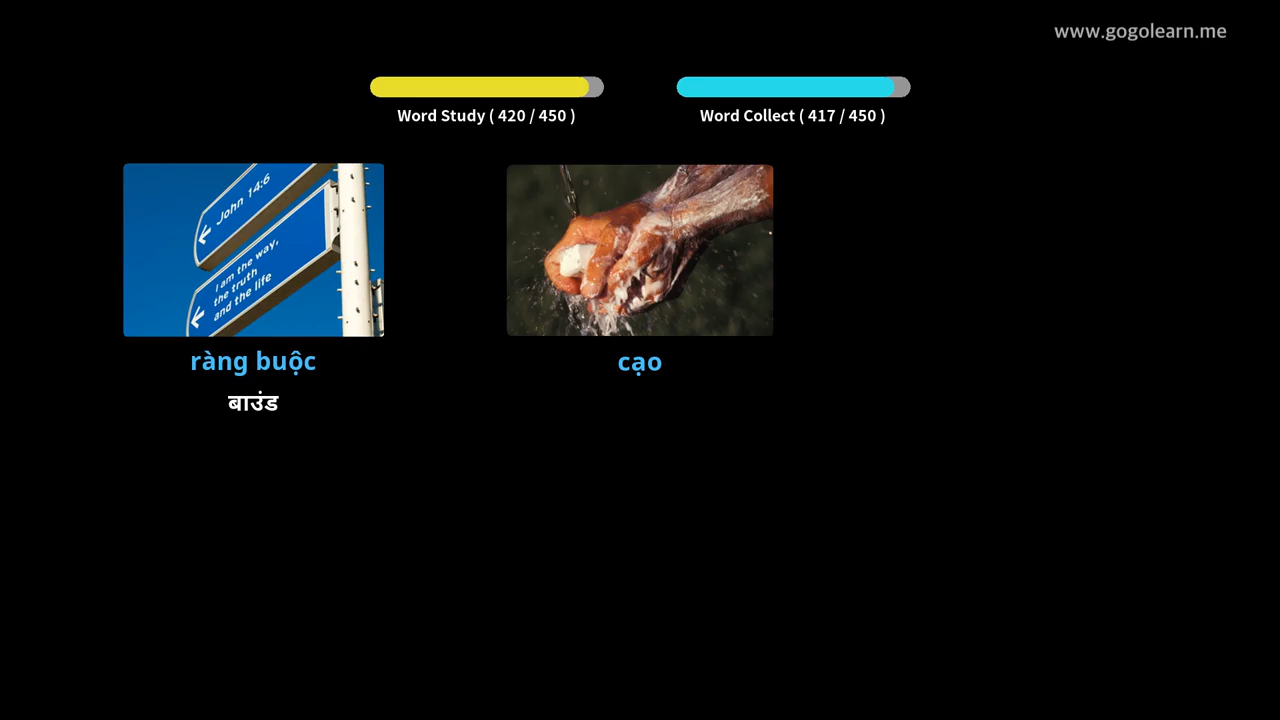 www.gogolearn.me
Word Study ( 420 / 450 )
Word Collect ( 417 / 450 )
John 14:6
I am the way,
the truth
and the life
ràng buộc
cạo
बाउंड